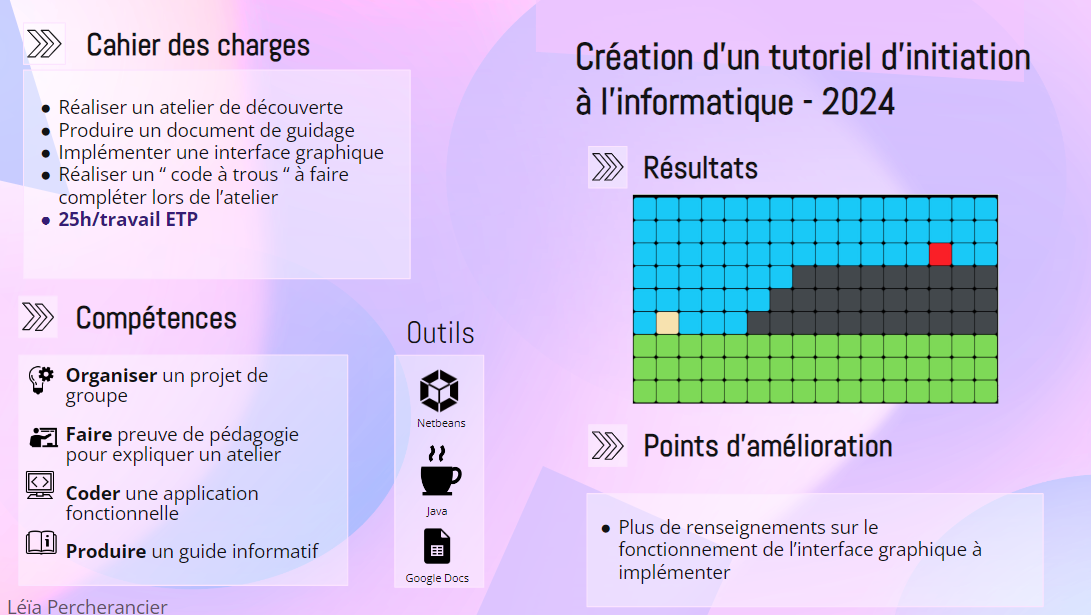 Cahier des charges
● Réaliser un atelier de découverte
● Produire un document de guidage
● Implémenter une interface graphique
● Réaliser un “ code à trous “ à faire
compléter lors de l’atelier
● 25h/travail ETP
Compétences
Organiser un projet de
groupe
Faire preuve de pédagogie
pour expliquer un atelier
Coder une application
fonctionnelle
Produire un guide informatif
Outils
Netbeans
Java
Google Docs
Léïa Percherancier
Création d’un tutoriel d’initiation
à l’informatique - 2024
Résultats
Points d’amélioration
● Plus de renseignements sur le
fonctionnement de l’interface graphique à
implémenter